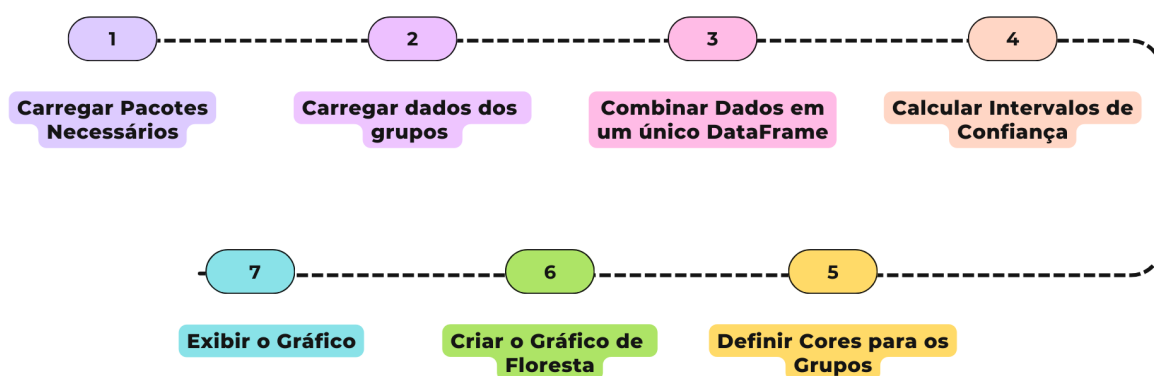 1
2
3
4
Carregar Pacotes
Necessários
Carregar dados dos
grupos
Combinar Dados em
um único DataFrame
Calcular Intervalos de
Confiança
7
6
5
Exibir o Gráfico
Criar o Gráfico de
Floresta
Definir Cores para os
Grupos